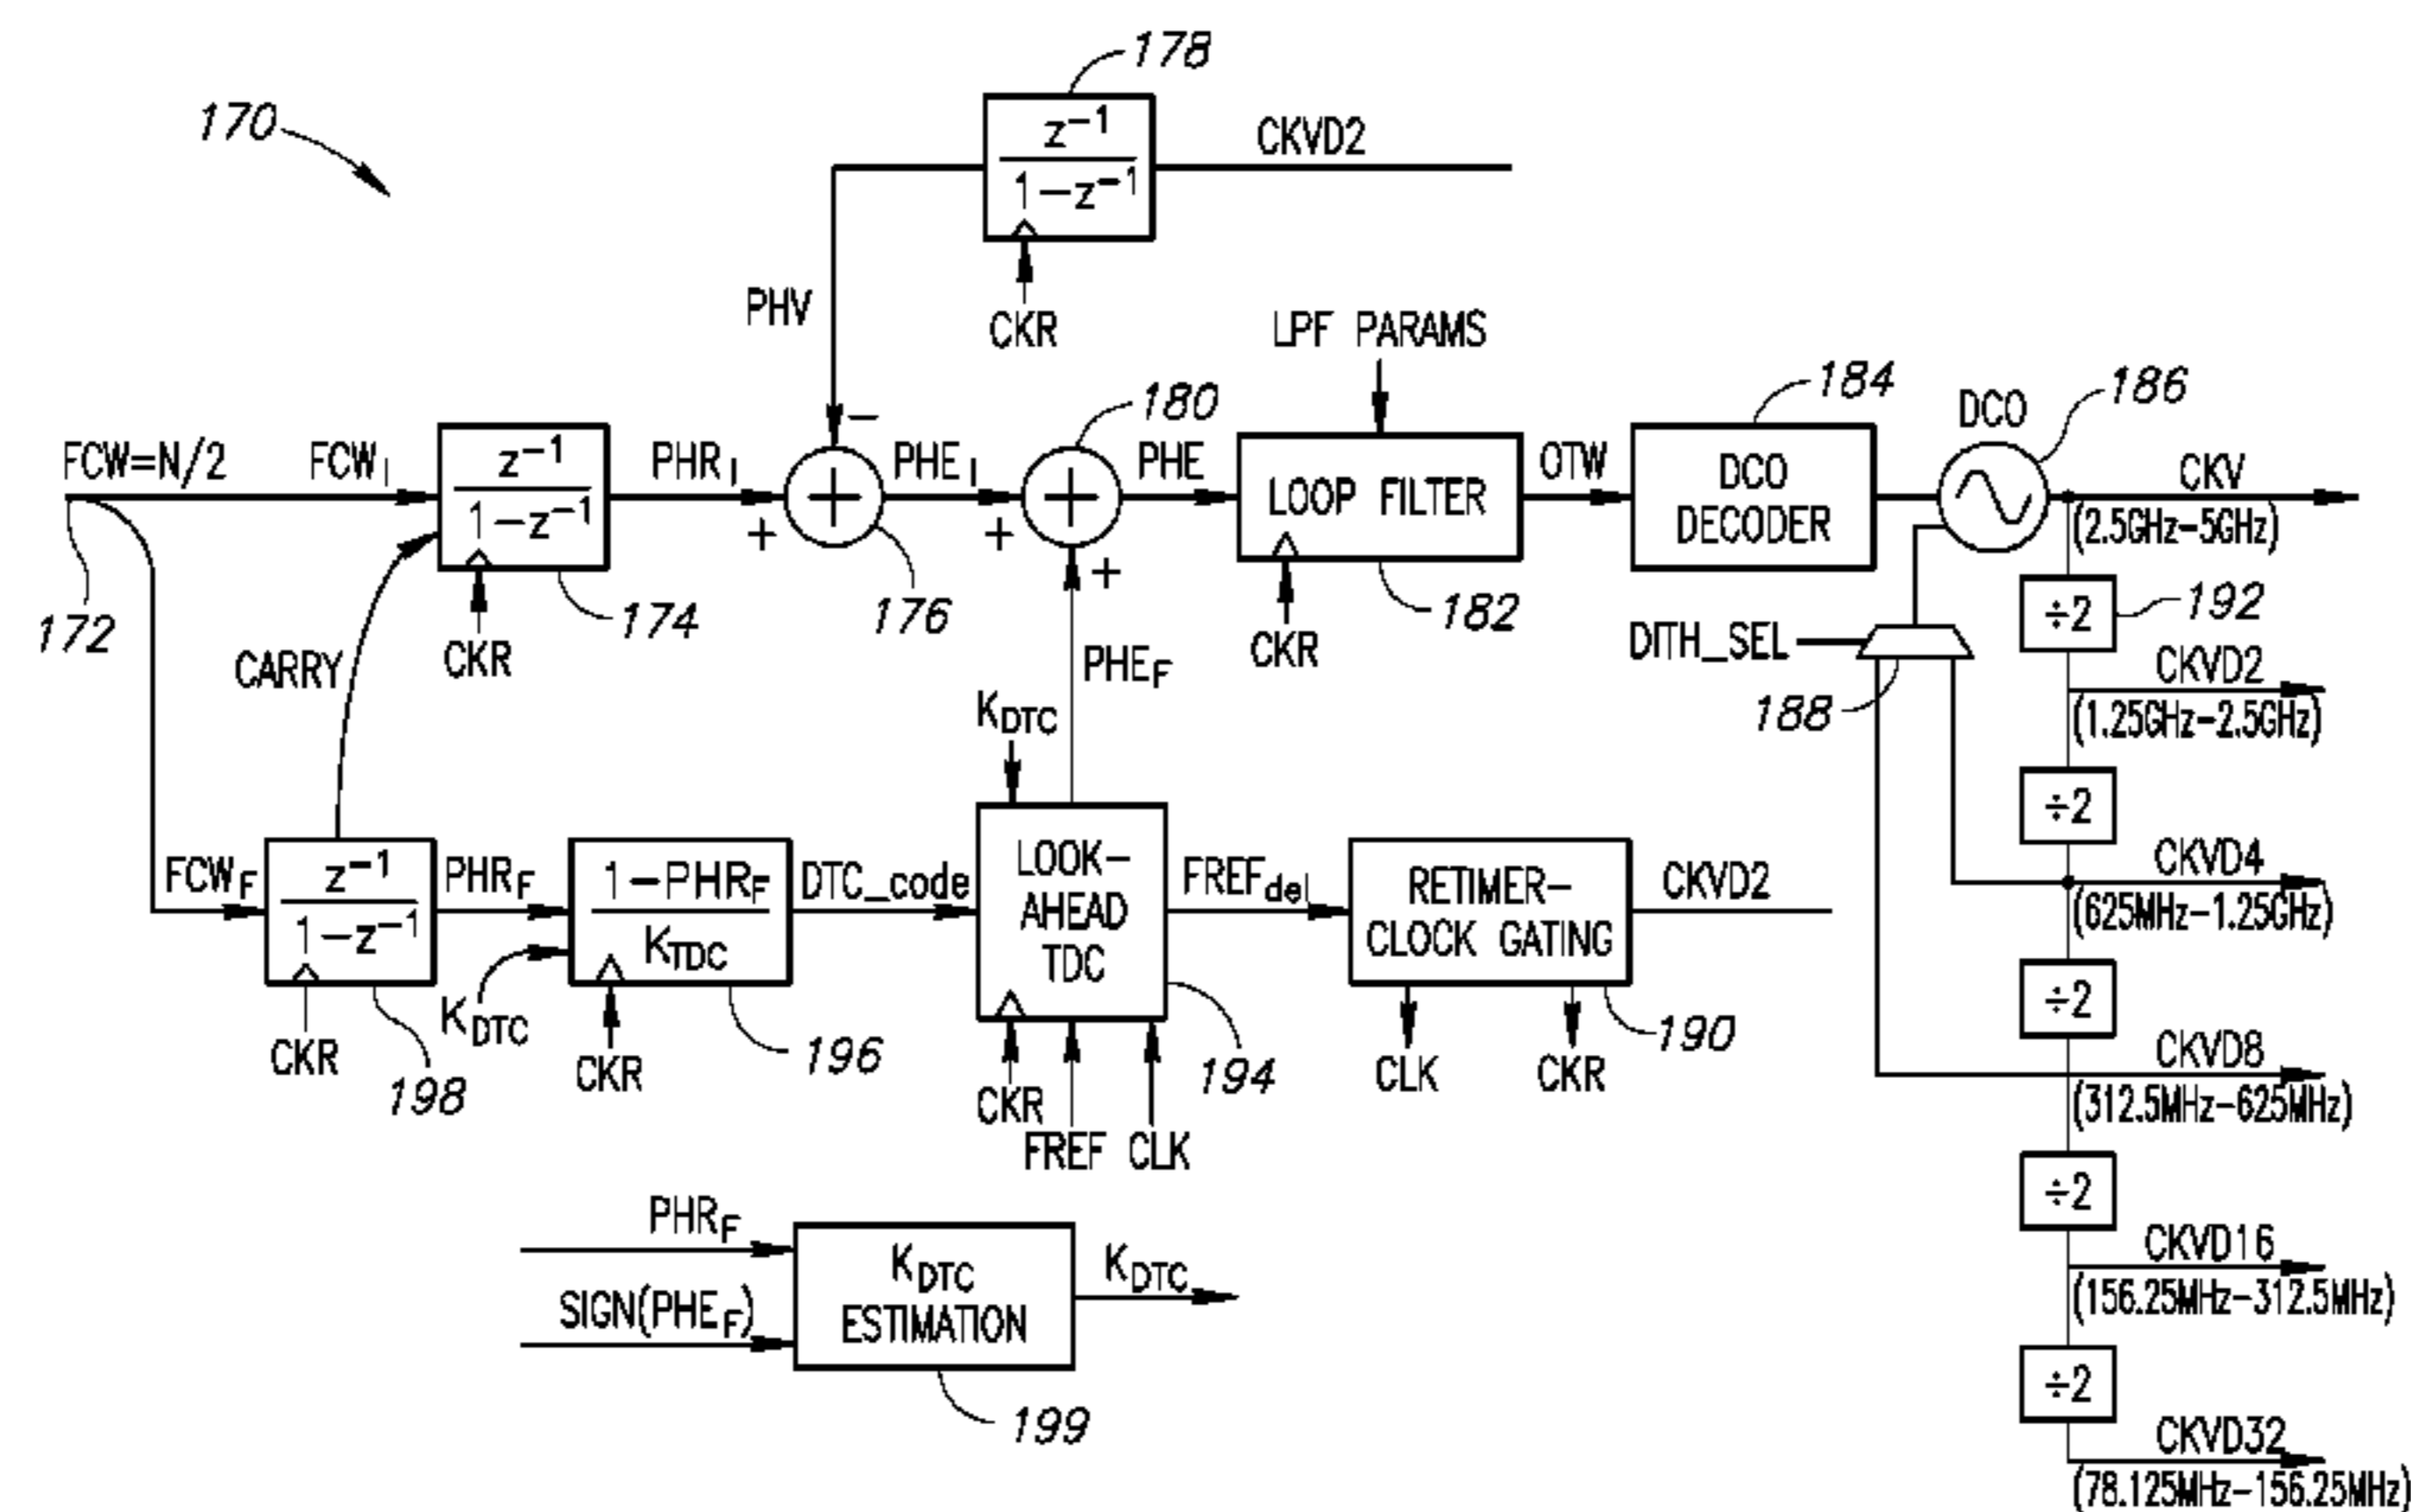 178
170
z⁻¹
1−z⁻¹
CKVD2
CKR
PHV
LPF PARAMS
184
DCO
186
180
FCW=N/2
FCW_I
z⁻¹
1−z⁻¹
PHR_I
−
+
+
PHE_I
+
+
+
PHE
LOOP FILTER
OTW
DCO
DECODER
CKV
(2.5GHz−5GHz)
172
CARRY
CKR
174
176
CKR
182
DITH_SEL
188
÷2
192
CKVD2
(1.25GHz−2.5GHz)
PHE_F
K_DTC
÷2
FCW_F
z⁻¹
1−z⁻¹
PHR_F
1−PHR_F
K_TDC
DTC_code
LOOK-
AHEAD
TDC
FREF_del
RETIMER-
CLOCK GATING
CKVD2
CKVD4
(625MHz−1.25GHz)
K_DTC
CKR
198
CKR
196
CKR
FREF
CLK
194
CLK
CKR
190
÷2
CKVD8
(312.5MHz−625MHz)
÷2
PHR_F
SIGN(PHE_F)
K_DTC
ESTIMATION
K_DTC
199
CKVD16
(156.25MHz−312.5MHz)
÷2
CKVD32
(78.125MHz−156.25MHz)